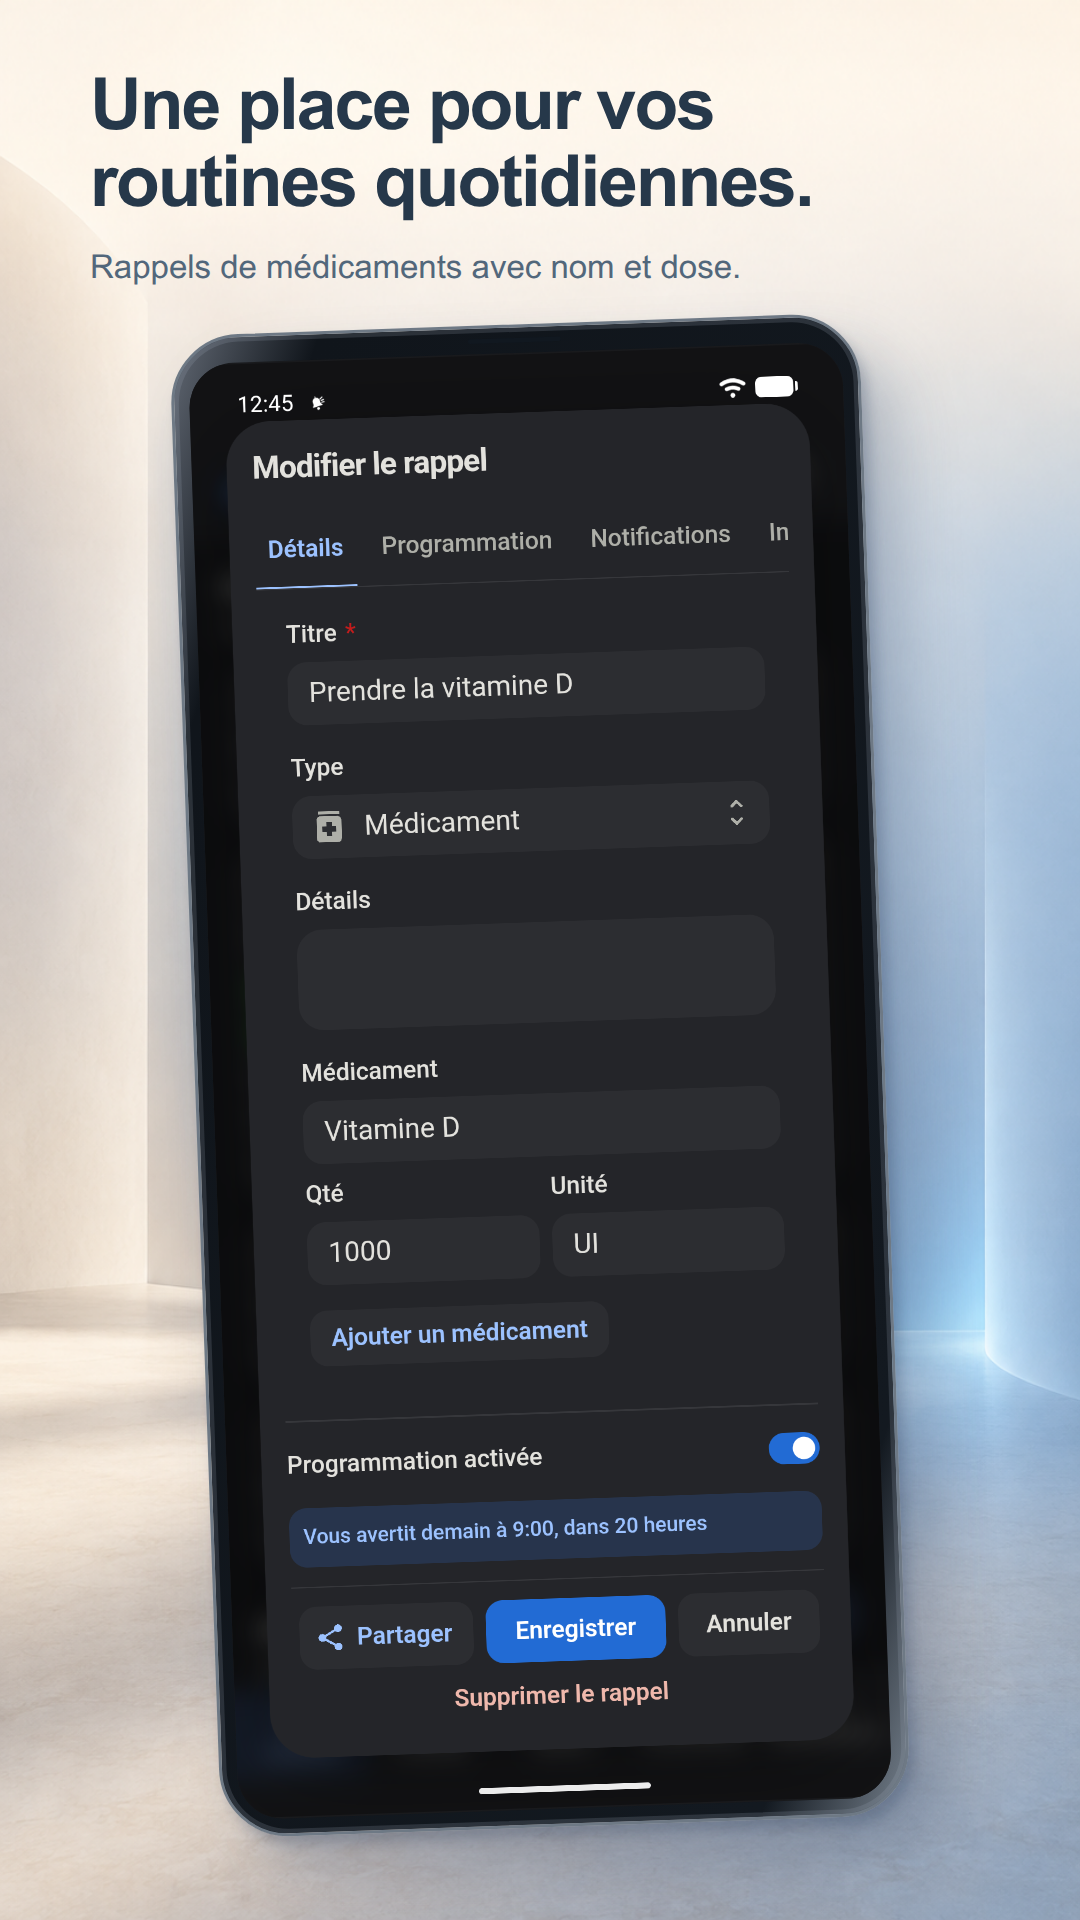 Une place pour vos
routines quotidiennes.
Rappels de médicaments avec nom et dose.
12:45
Modifier le rappel
Détails Programmation Notifications In
Titre *
Prendre la vitamine D
Type
Médicament
Détails
Médicament
Vitamine D
Qté Unité
1000 UI
Ajouter un médicament
Programmation activée
Vous avertit demain à 9:00, dans 20 heures
Partager Enregistrer Annuler
Supprimer le rappel